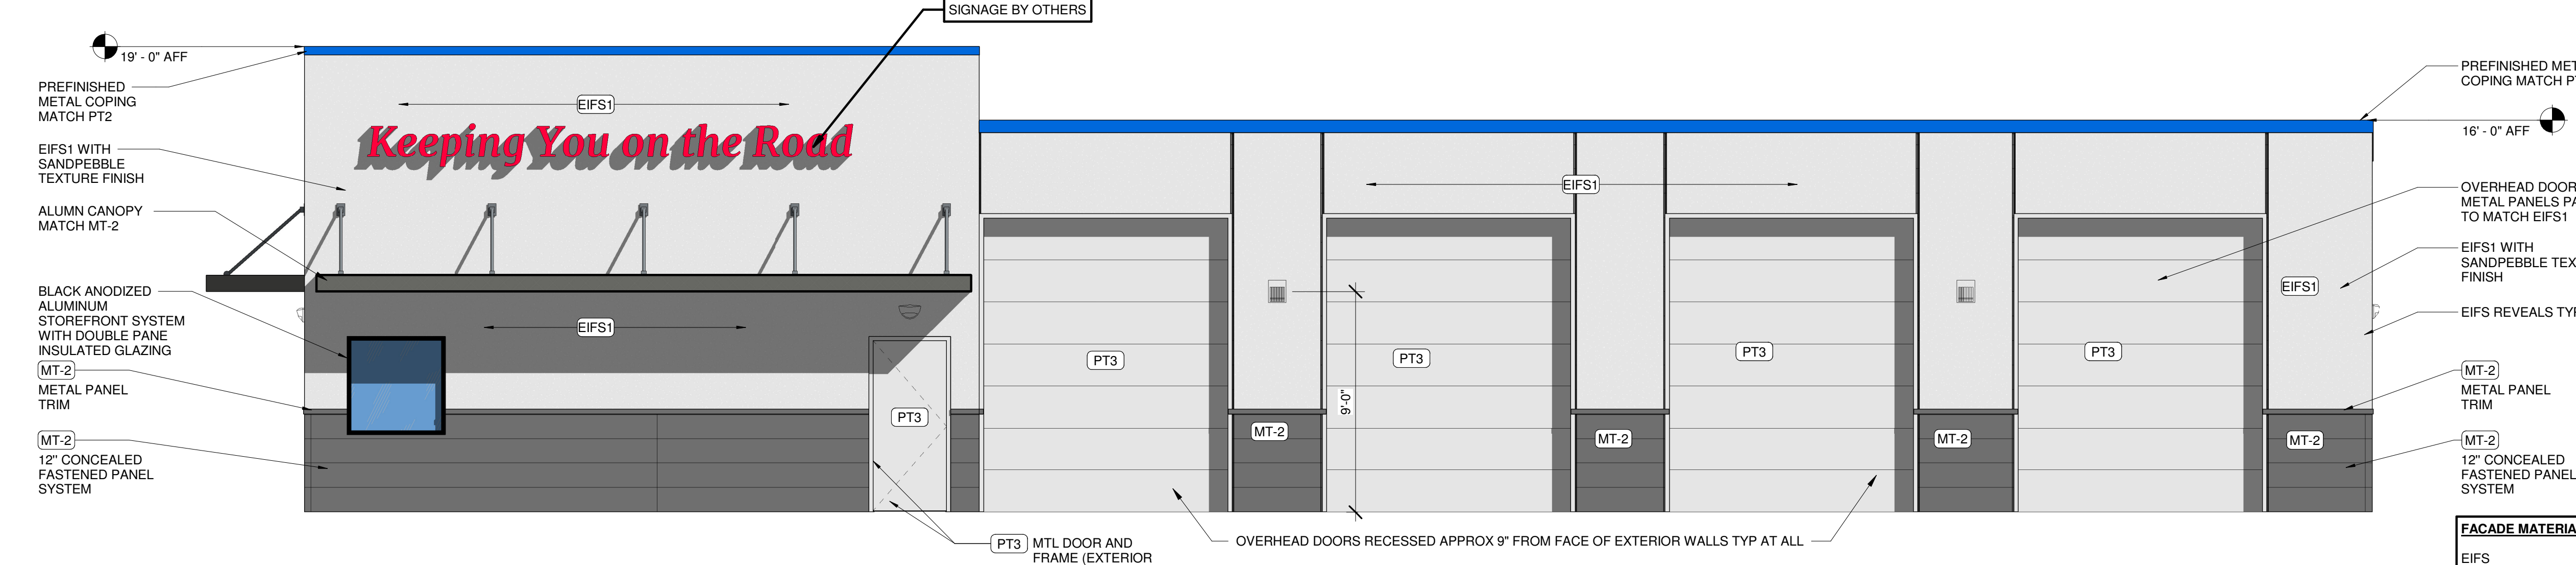 SIGNAGE BY OTHERS
19' - 0" AFF
PREFINISHED
METAL COPING
MATCH PT2
EIFS1 WITH
SANDPEBBLE
TEXTURE FINISH
ALUMN CANOPY
MATCH MT-2
BLACK ANODIZED
ALUMINUM
STOREFRONT SYSTEM
WITH DOUBLE PANE
INSULATED GLAZING
MT-2
METAL PANEL
TRIM
MT-2
12" CONCEALED
FASTENED PANEL
SYSTEM
EIFS1
Keeping You on the Road
EIFS1
PT3
PT3 MTL DOOR AND
FRAME (EXTERIOR
EIFS1
PT3
MT-2
9'-0"
PT3
MT-2
PT3
MT-2
PT3
EIFS1
MT-2
OVERHEAD DOORS RECESSED APPROX 9" FROM FACE OF EXTERIOR WALLS TYP AT ALL
PREFINISHED MET
COPING MATCH P
16' - 0" AFF
OVERHEAD DOOR
METAL PANELS PA
TO MATCH EIFS1
EIFS1 WITH
SANDPEBBLE TEX
FINISH
EIFS REVEALS TYP
MT-2
METAL PANEL
TRIM
MT-2
12" CONCEALED
FASTENED PANEL
SYSTEM
FACADE MATERIA
EIFS